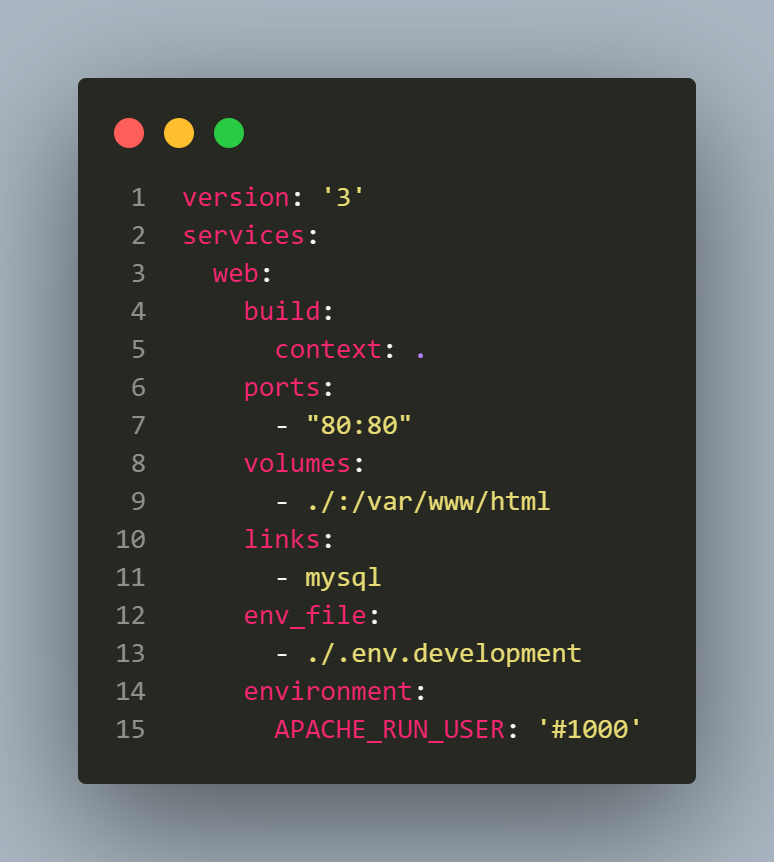 1 version: '3'
2 services:
3   web:
4     build:
5       context: .
6     ports:
7       - "80:80"
8     volumes:
9       - ./:/var/www/html
10     links:
11       - mysql
12     env_file:
13       - ./.env.development
14     environment:
15       APACHE_RUN_USER: '#1000'